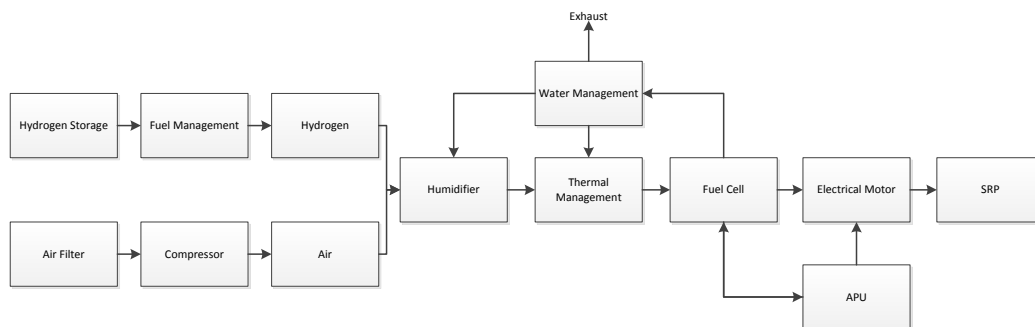 Exhaust
Water Management
Hydrogen Storage
Fuel Management
Hydrogen
Humidifier
Thermal
Management
Fuel Cell
Electrical Motor
SRP
Air Filter
Compressor
Air
APU